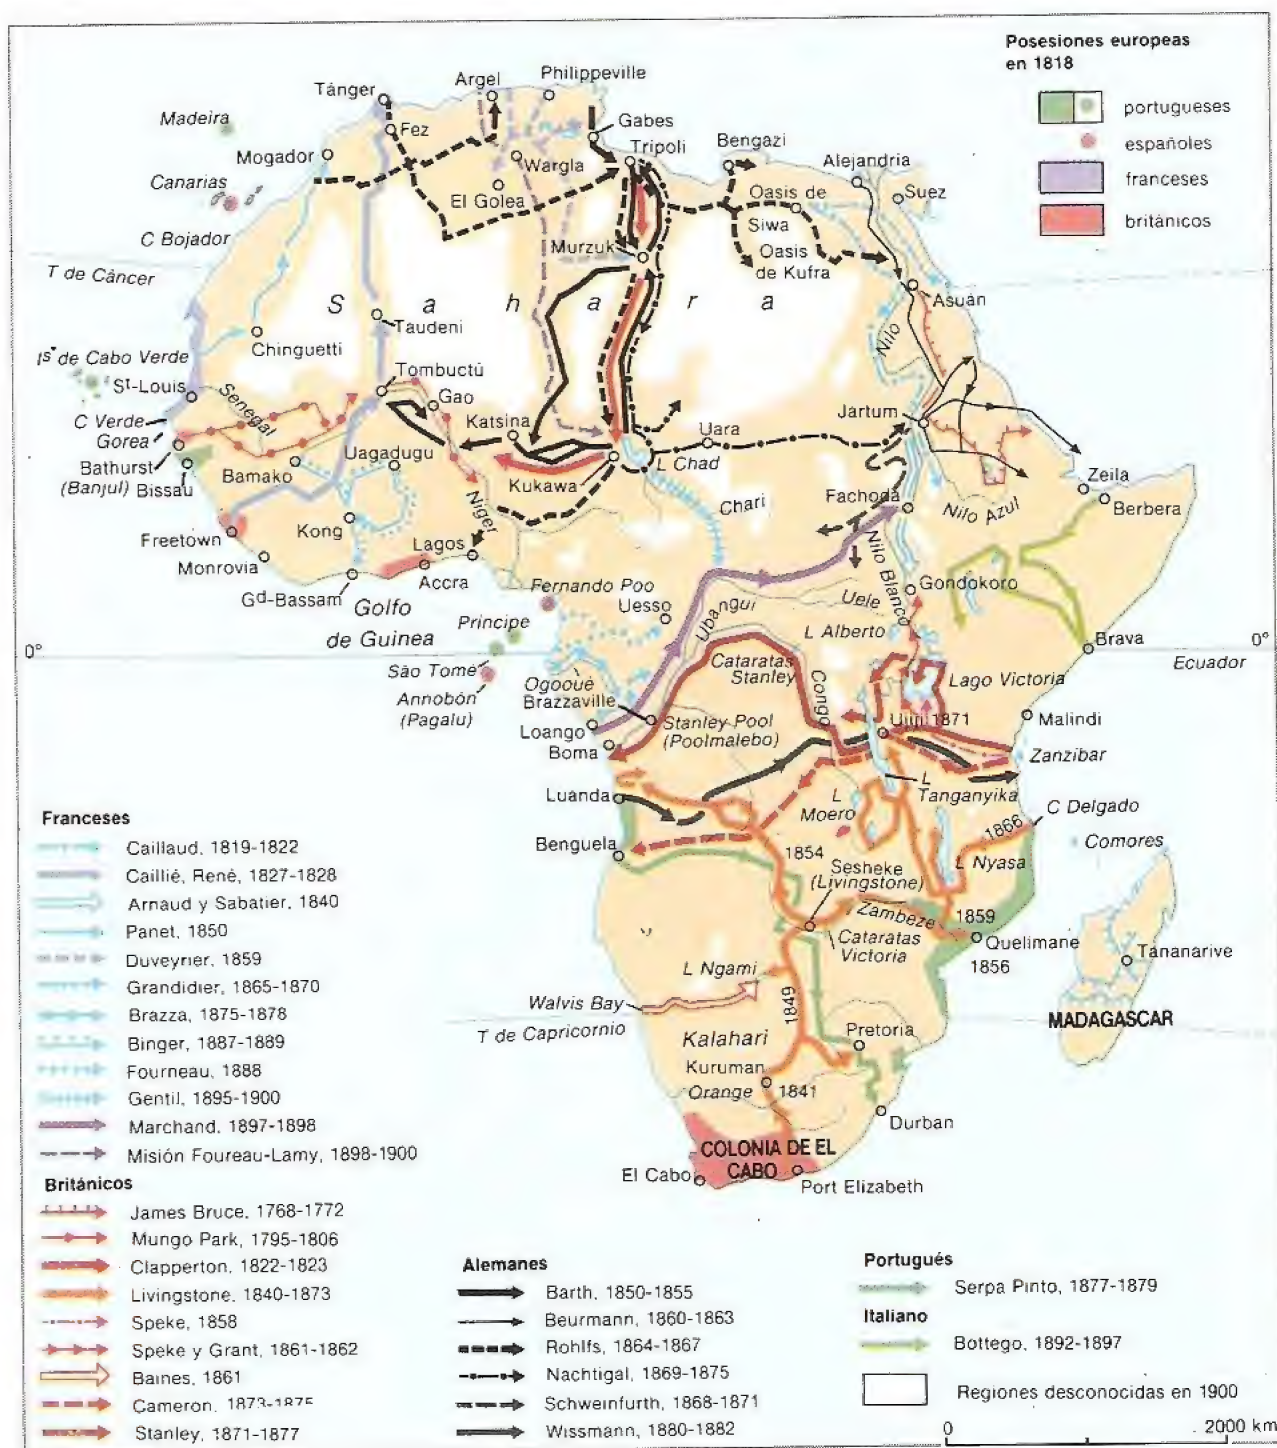 Posesiones europeas
en 1818
portugueses
españoles
franceses
británicos
Philippeville
Argel
Tánger
Madeira
Fez
Gabes
Mogador
Wargla
Tripoli
Bengazi
Alejandria
Canarias
El Golea
Oasis de
Siwa
Suez
C Bojador
Murzuk
Oasis
de Kufra
T de Cáncer
S a h a r a
Asuán
Taudeni
Nilo
Chinguetti
Is de Cabo Verde
St-Louis
Tombuctú
Senegal
Gao
C Verde
Gorea
Katsina
Uara
Jartum
Bathurst
(Banjul)
Bissau
Bamako
Uagadugu
L Chad
Kukawa
Zeila
Níger
Chari
Fachoda
Nilo Azul
Berbera
Freetown
Kong
Lagos
Monrovia
Accra
Nilo Blanco
Gd-Bassam
Golfo
de Guinea
Fernando Poo
Uesso
Ubangui
Uele
Gondokoro
Principe
L Alberto
Brava
0°
0°
Ecuador
São Tomé
Cataratas
Stanley
Congo
Lago Victoria
Annobón
(Pagalu)
Ogooué
Brazzaville
Stanley Pool
(Poolmalebo)
Ujiji 1871
Malindi
Loango
Boma
Zanzibar
Luanda
L
Tanganyika
L
Moero
C Delgado
1866
Comores
Benguela
1854
L Nyasa
Sesheke
(Livingstone)
Zambeze
1859
Cataratas
Victoria
Quelimane
1856
Tananarive
L Ngami
Walvis Bay
1849
MADAGASCAR
T de Capricornio
Kalahari
Pretoria
Kuruman
Orange
1841
Durban
COLONIA DE EL
CABO
El Cabo
Port Elizabeth
Franceses
Caillaud, 1819-1822
Caillié, René, 1827-1828
Arnaud y Sabatier, 1840
Panet, 1850
Duveyrier, 1859
Grandidier, 1865-1870
Brazza, 1875-1878
Binger, 1887-1889
Fourneau, 1888
Gentil, 1895-1900
Marchand, 1897-1898
Misión Foureau-Lamy, 1898-1900
Británicos
James Bruce, 1768-1772
Mungo Park, 1795-1806
Clapperton, 1822-1823
Livingstone, 1840-1873
Speke, 1858
Speke y Grant, 1861-1862
Baines, 1861
Cameron, 1873-1875
Stanley, 1871-1877
Alemanes
Barth, 1850-1855
Beurmann, 1860-1863
Rohlfs, 1864-1867
Nachtigal, 1869-1875
Schweinfurth, 1868-1871
Wissmann, 1880-1882
Portugués
Serpa Pinto, 1877-1879
Italiano
Bottego, 1892-1897
Regiones desconocidas en 1900
0
2000 km